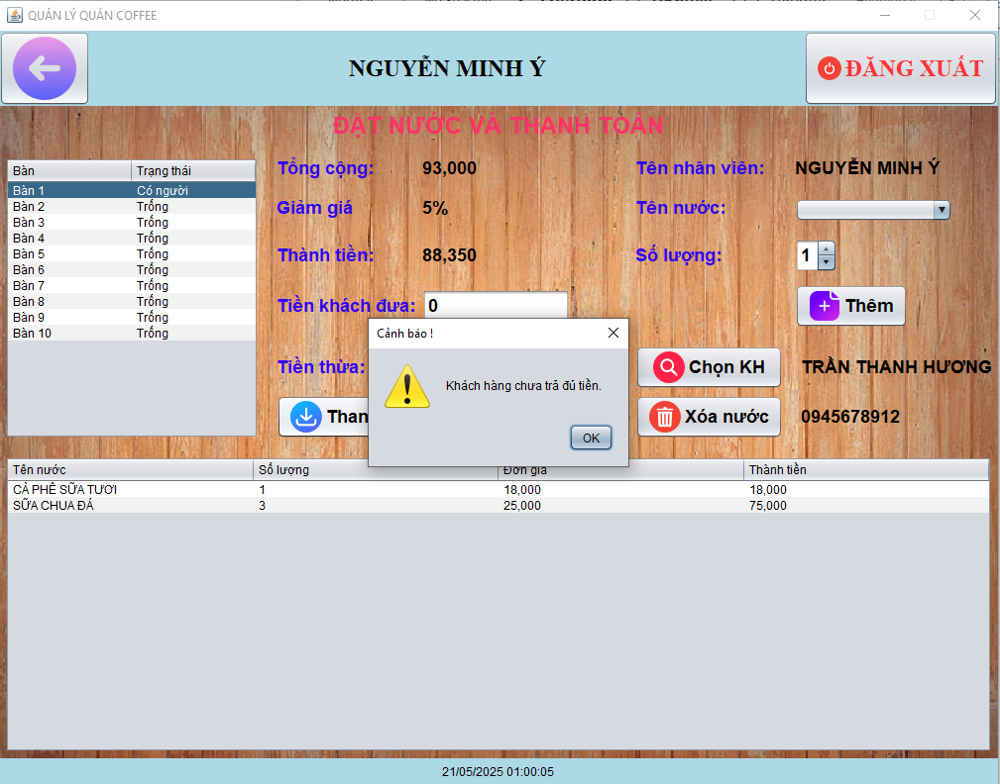 QUẢN LÝ QUÁN COFFEE
NGUYỄN MINH Ý
ĐĂNG XUẤT
ĐẶT NƯỚC VÀ THANH TOÁN
Bàn Trạng thái
Bàn 1 Có người
Bàn 2 Trống
Bàn 3 Trống
Bàn 4 Trống
Bàn 5 Trống
Bàn 6 Trống
Bàn 7 Trống
Bàn 8 Trống
Bàn 9 Trống
Bàn 10 Trống
Tổng cộng: 93,000
Giảm giá 5%
Thành tiền: 88,350
Tiền khách đưa: 0
Tiền thừa:
Than
Tên nhân viên: NGUYỄN MINH Ý
Tên nước:
Số lượng: 1
Thêm
Chọn KH TRẦN THANH HƯƠNG
Xóa nước 0945678912
Cảnh báo !
Khách hàng chưa trả đủ tiền.
OK
Tên nước Số lượng Đơn giá Thành tiền
CÀ PHÊ SỮA TƯƠI 1 18,000 18,000
SỮA CHUA ĐÁ 3 25,000 75,000
21/05/2025 01:00:05